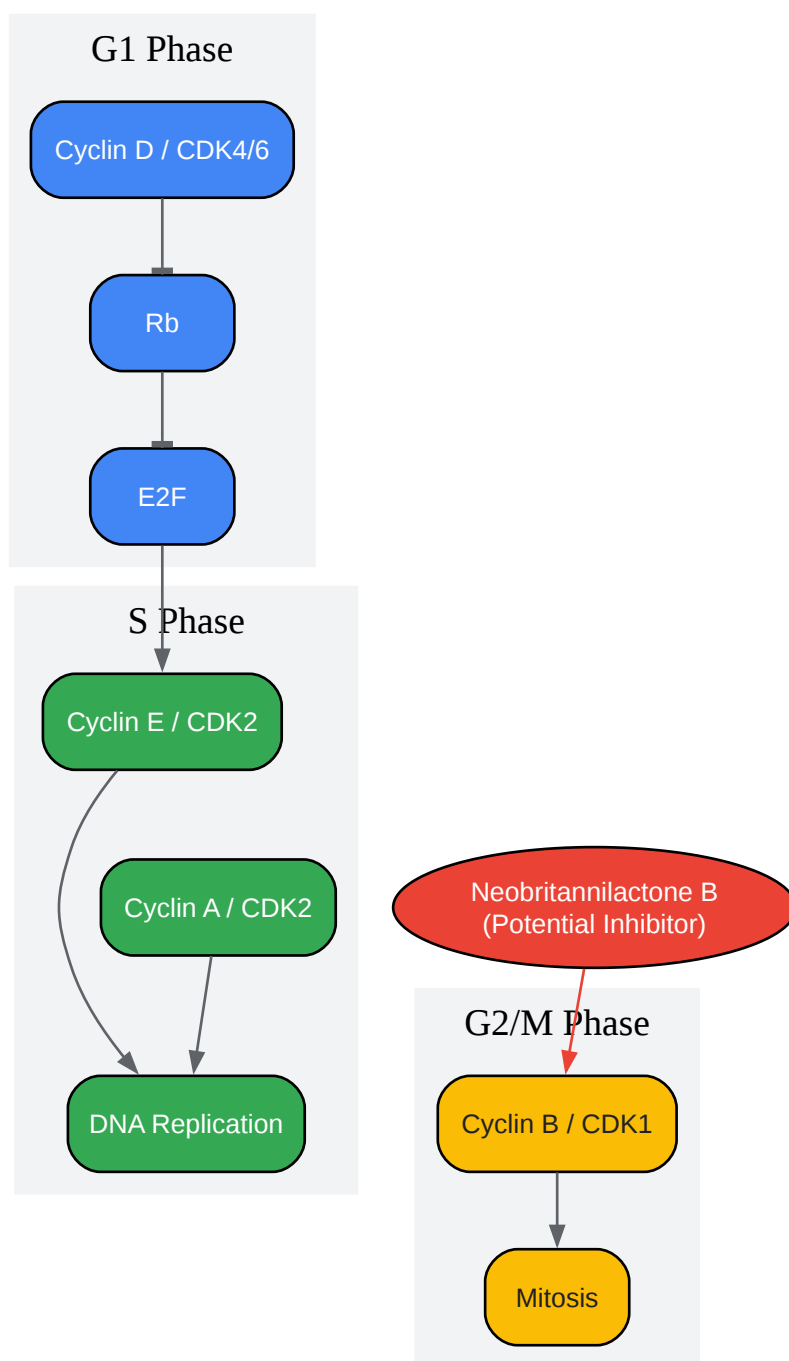 G1 Phase
Cyclin D / CDK4/6
Rb
E2F
S Phase
Cyclin E / CDK2
Cyclin A / CDK2
DNA Replication
Neobritannilactone B
(Potential Inhibitor)
G2/M Phase
Cyclin B / CDK1
Mitosis